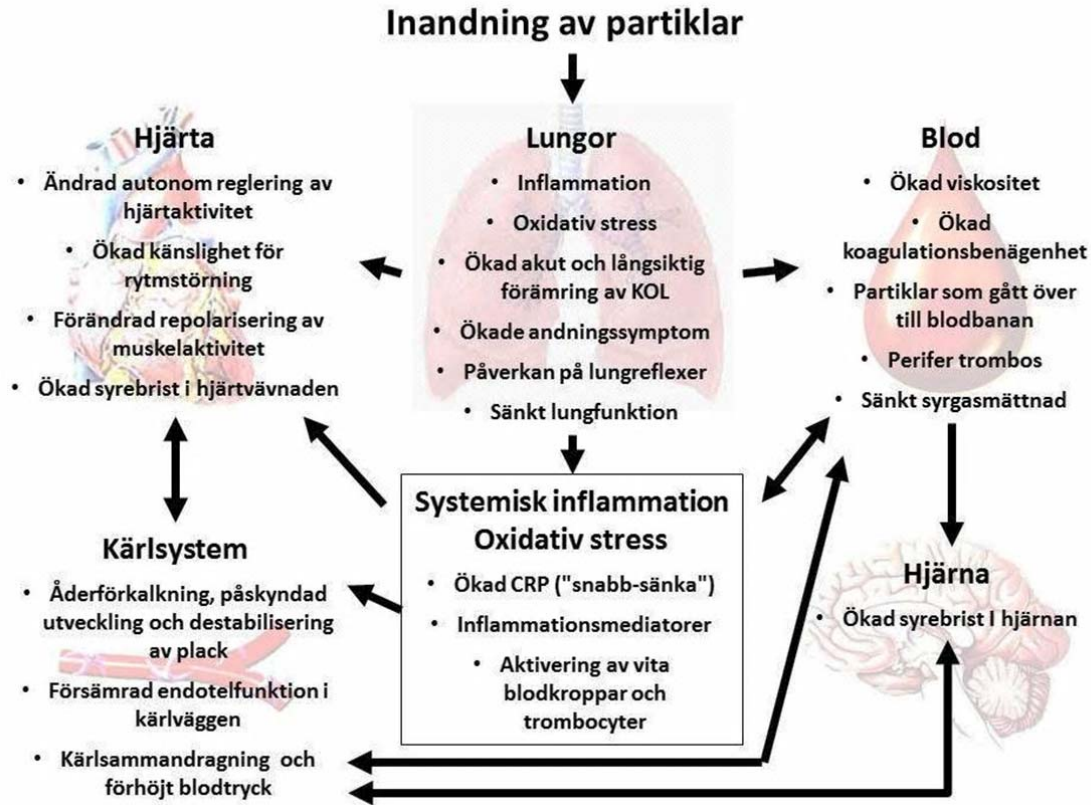 Inandning av partiklar
Hjärta
• Ändrad autonom reglering av
hjärtaktivitet
• Ökad känslighet för
rytmstörning
• Förändrad repolarisering av
muskelaktivitet
• Ökad syrebrist i hjärtvävnaden
Lungor
• Inflammation
• Oxidativ stress
• Ökad akut och långsiktig
förämring av KOL
• Ökade andningssymptom
• Påverkan på lungreflexer
• Sänkt lungfunktion
Blod
• Ökad viskositet
• Ökad
koagulationsbenägenhet
• Partiklar som gått över
till blodbanan
• Perifer trombos
• Sänkt syrgasmättnad
Kärlsystem
• Åderförkalkning, påskyndad
utveckling och destabilisering
av plack
• Försämrad endotelfunktion i
kärlväggen
• Kärlsammandragning och
förhöjt blodtryck
Systemisk inflammation
Oxidativ stress
• Ökad CRP ("snabb-sänka")
• Inflammationsmediatorer
• Aktivering av vita
blodkroppar och
trombocyter
Hjärna
• Ökad syrebrist I hjärnan